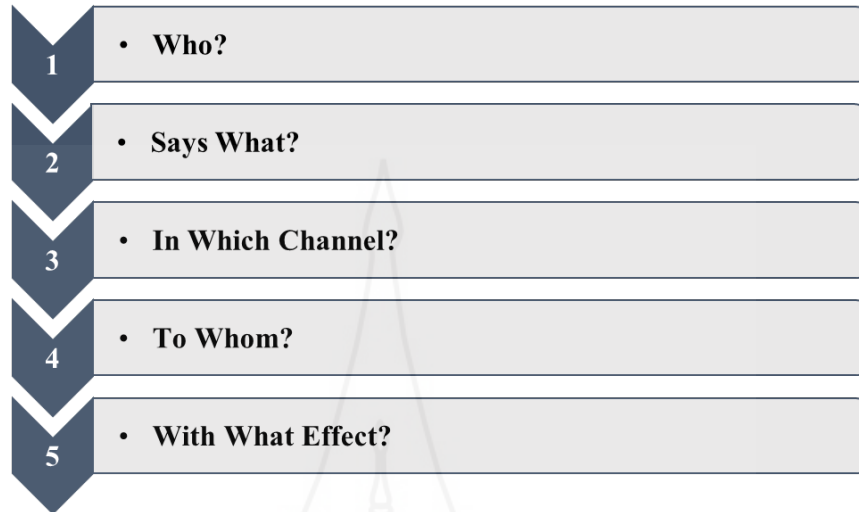 1
• Who?
2
• Says What?
3
• In Which Channel?
4
• To Whom?
5
• With What Effect?